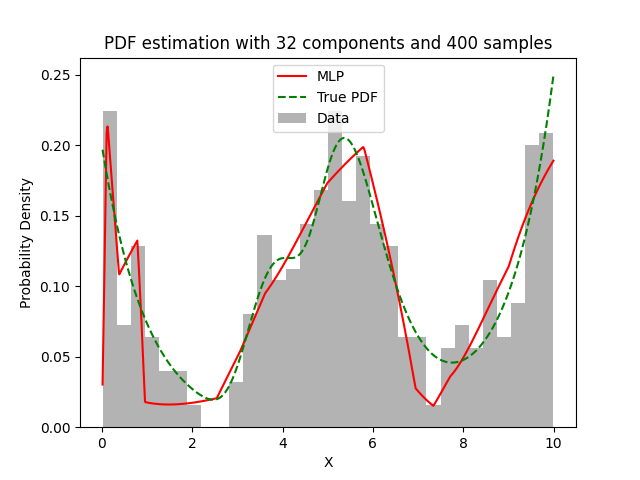 PDF estimation with 32 components and 400 samples
MLP
True PDF
Data
0.25
0.20
0.15
0.10
0.05
0.00
Probability Density
0
2
4
6
8
10
X